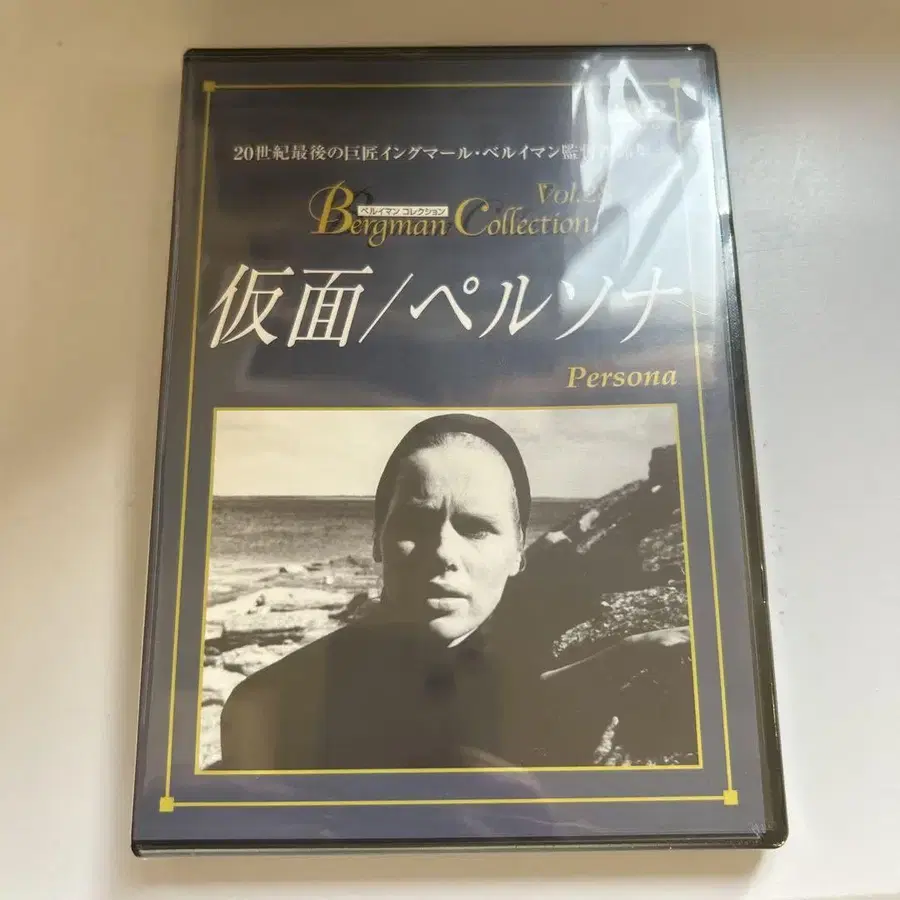 20世紀最後の巨匠イングマール・ベルイマン監
Vol.2
ベルイマン コレクション
Bergman Collection
仮面/ペルソナ
Persona